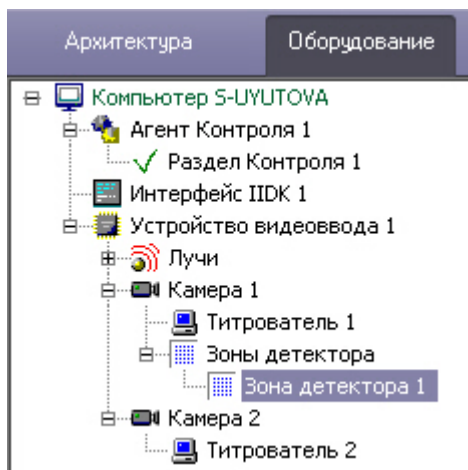 Архитектура Оборудование
Компьютер S-UYUTOVA
Агент Контроля 1
Раздел Контроля 1
Интерфейс IIDK 1
Устройство видеоввода 1
Лучи
Камера 1
Титрователь 1
Зоны детектора
Зона детектора 1
Камера 2
Титрователь 2